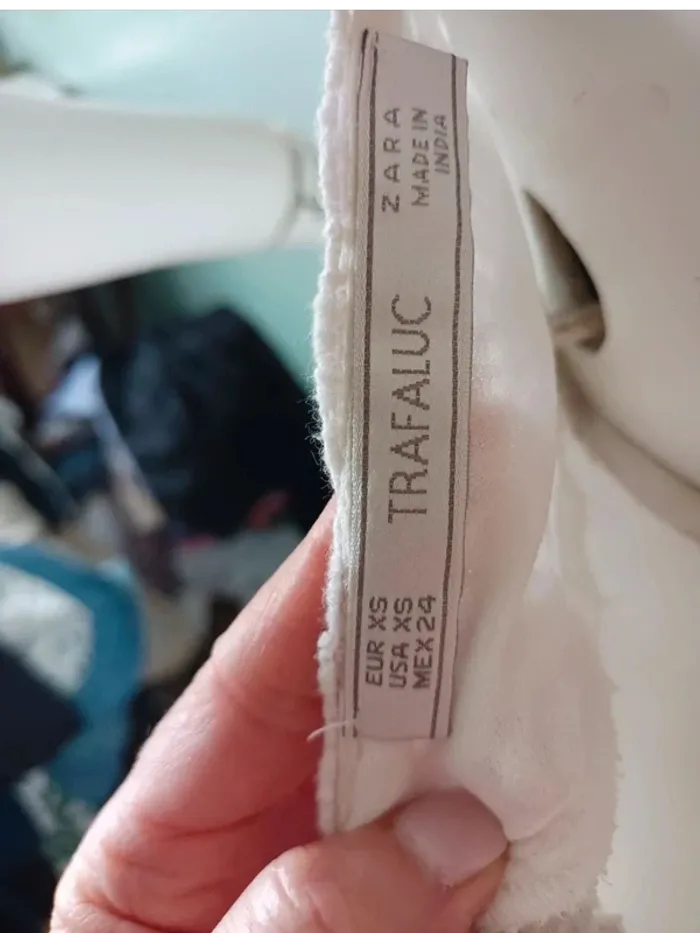 ZARA
MADE IN
INDIA
TRAFALUC
EUR XS
USA XS
MEX 24